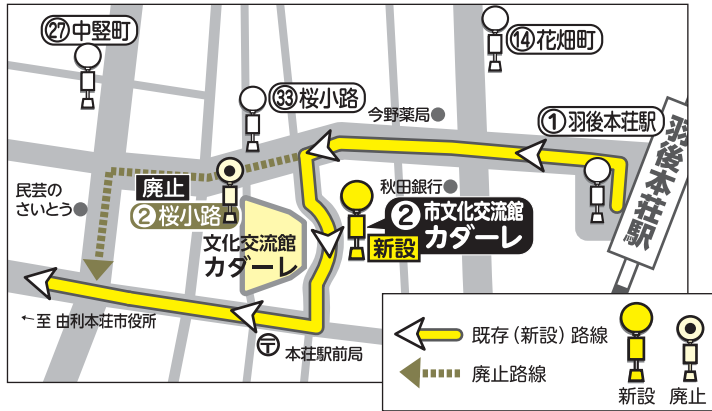 ㉗中竪町
⑭花畑町
㉝桜小路
今野薬局
①羽後本荘駅
羽後本荘駅
民芸の
さいとう
廃止
②桜小路
秋田銀行
②市文化交流館
カダーレ
新設
文化交流館
カダーレ
←至 由利本荘市役所
〒
本荘駅前局
既存(新設)路線
廃止路線
新設
廃止